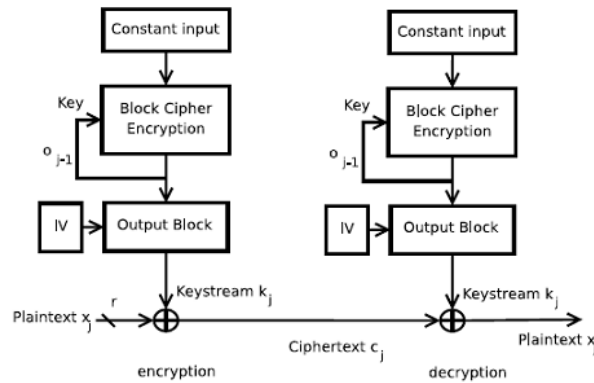 Constant input
Key
Block Cipher
Encryption
o j-1
IV
Output Block
Keystream k j
Plaintext x j
r
encryption
Constant input
Key
Block Cipher
Encryption
o j-1
IV
Output Block
Keystream k j
Ciphertext c j
Plaintext x j
decryption